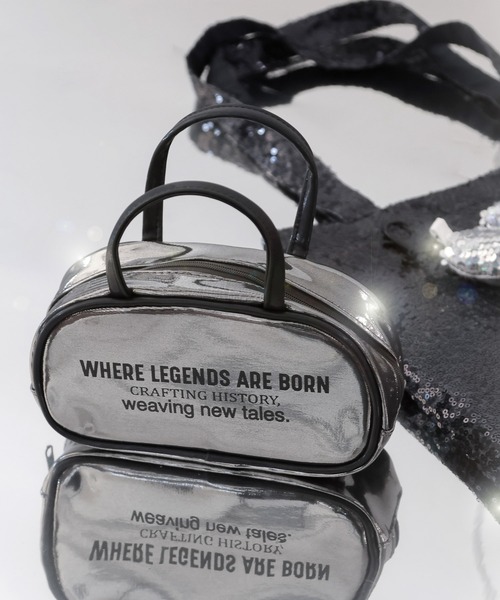 WHERE LEGENDS ARE BORN
CRAFTING HISTORY,
weaving new tales.